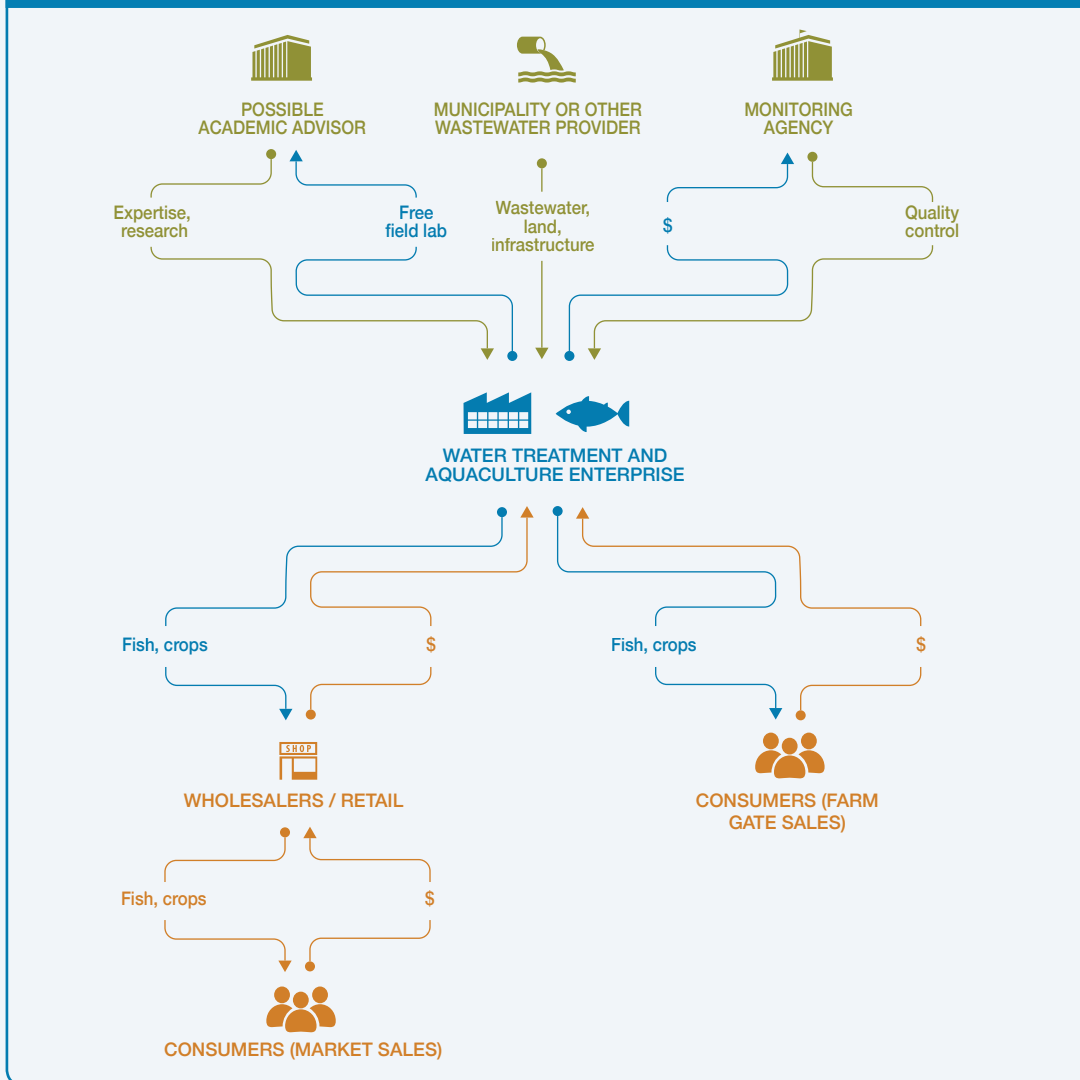 POSSIBLE
ACADEMIC ADVISOR
MUNICIPALITY OR OTHER
WASTEWATER PROVIDER
MONITORING
AGENCY
Expertise,
research
Free
field lab
Wastewater,
land,
infrastructure
$
Quality
control
WATER TREATMENT AND
AQUACULTURE ENTERPRISE
Fish, crops
$
Fish, crops
$
SHOP
WHOLESALERS / RETAIL
CONSUMERS (FARM
GATE SALES)
Fish, crops
$
CONSUMERS (MARKET SALES)